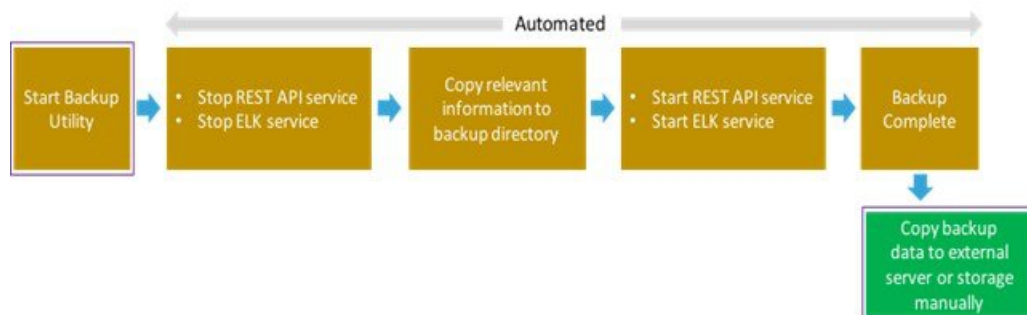 Automated
Start Backup
Utility
• Stop REST API service
• Stop ELK service
Copy relevant
information to
backup directory
• Start REST API service
• Start ELK service
Backup
Complete
Copy backup
data to external
server or storage
manually